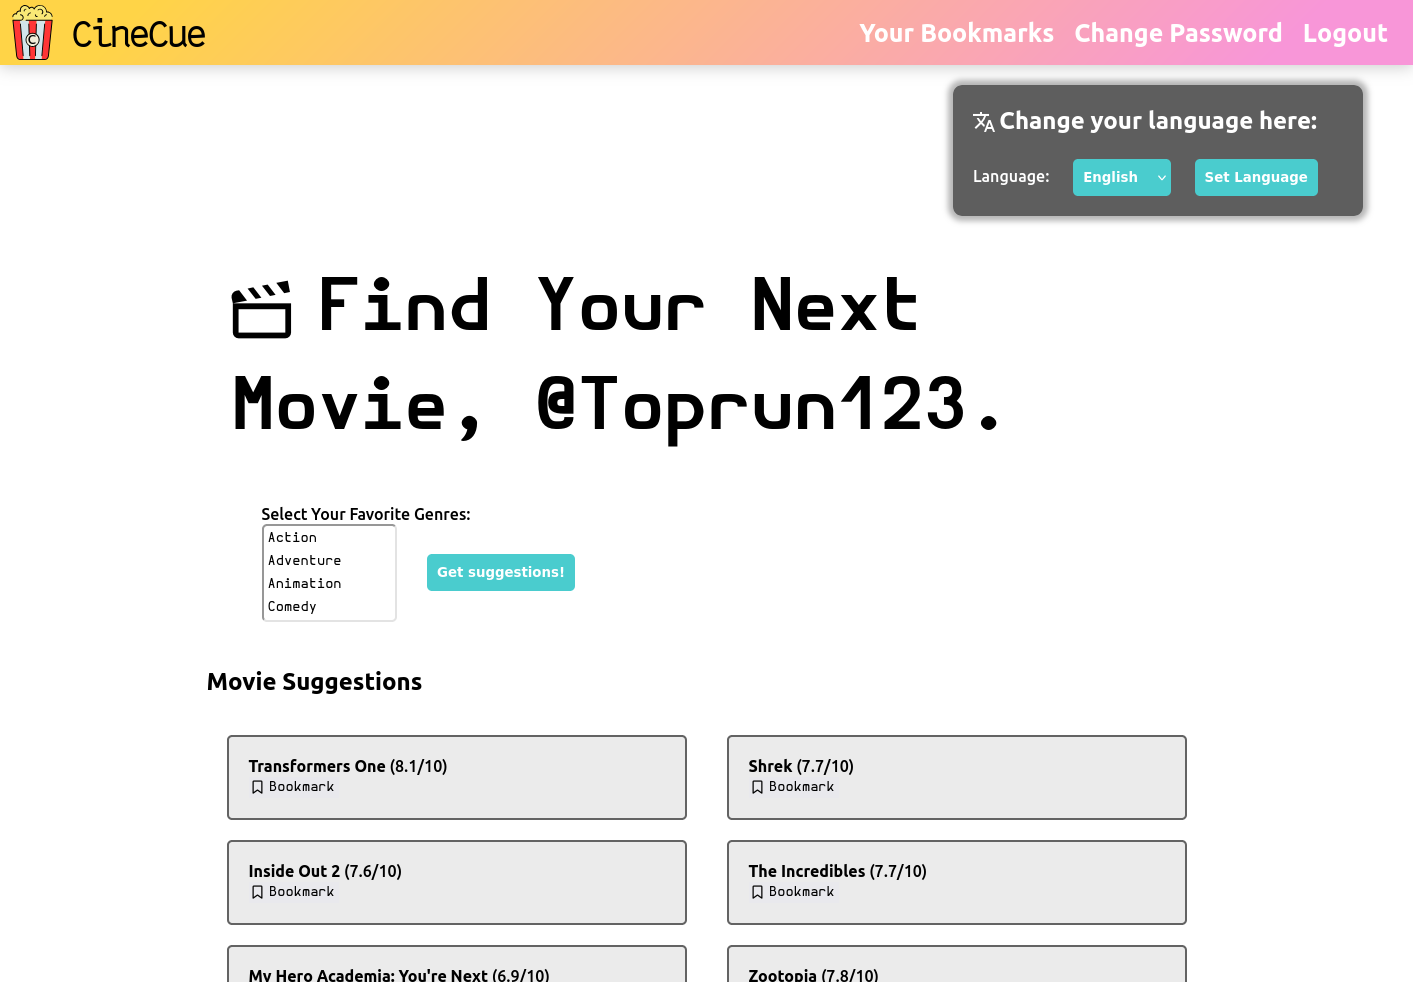 CineCue
Your Bookmarks Change Password Logout
Change your language here:
Language: English Set Language
Find Your Next
Movie, @Toprun123.
Select Your Favorite Genres:
Action
Adventure
Animation
Comedy
Get suggestions!
Movie Suggestions
Transformers One (8.1/10)
Bookmark
Shrek (7.7/10)
Bookmark
Inside Out 2 (7.6/10)
Bookmark
The Incredibles (7.7/10)
Bookmark
My Hero Academia: You're Next (6.9/10)
Zootopia (7.8/10)